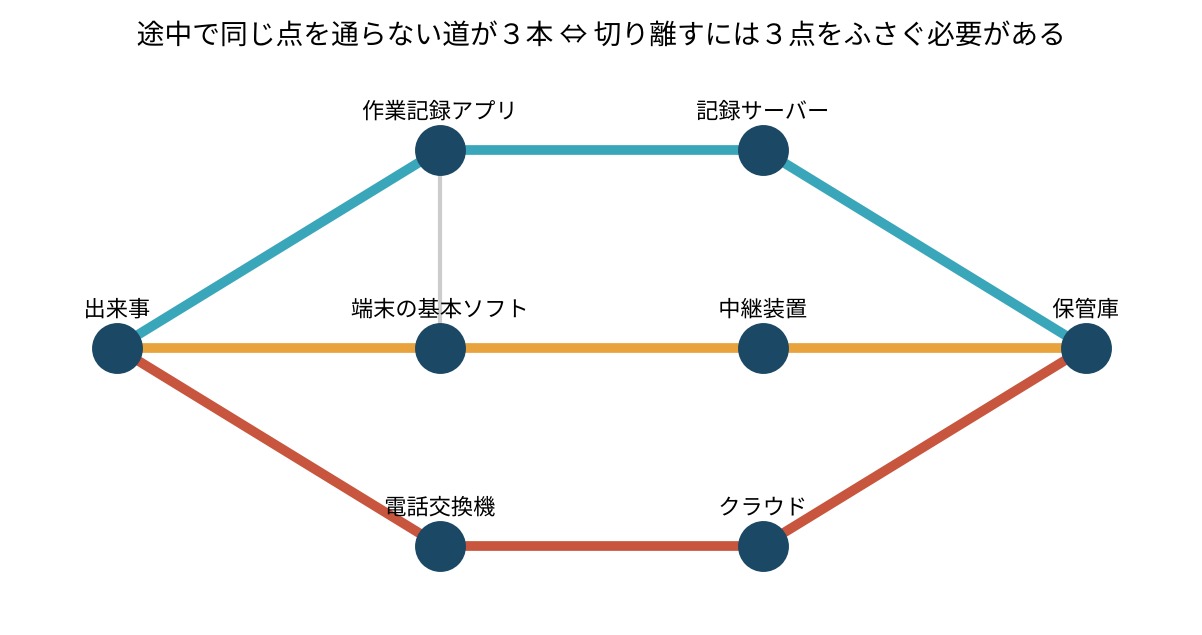 途中で同じ点を通らない道が３本 ⇔ 切り離すには３点をふさぐ必要がある
作業記録アプリ
記録サーバー
出来事
端末の基本ソフト
中継装置
保管庫
電話交換機
クラウド